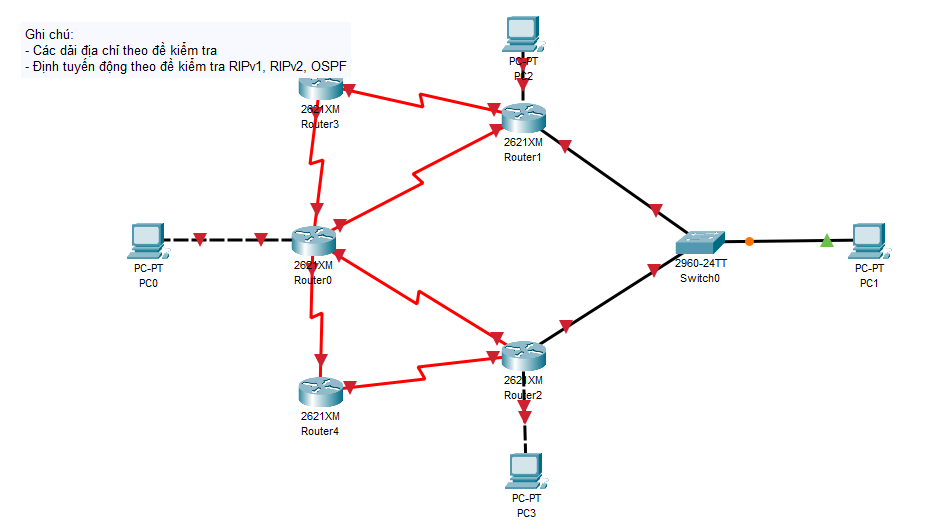 Ghi chú:
- Các dải địa chỉ theo đề kiểm tra
- Định tuyến động theo đề kiểm tra RIPv1, RIPv2, OSPF
PC-PT
PC2
2621XM
Router3
2621XM
Router1
PC-PT
PC0
2621XM
Router0
2960-24TT
Switch0
PC-PT
PC1
2621XM
Router2
2621XM
Router4
PC-PT
PC3